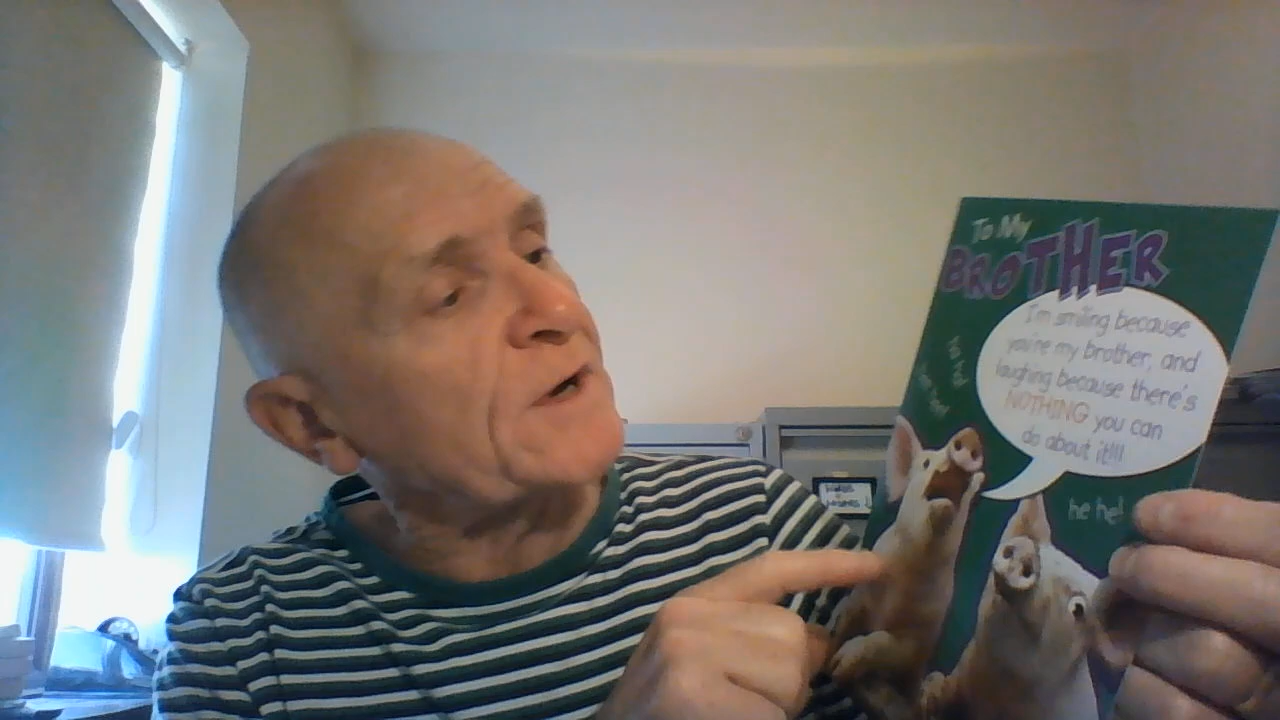 To My
BROTHER
I'm smiling because
you're my brother, and
laughing because there's
NOTHING you can
do about it!!!
he he!